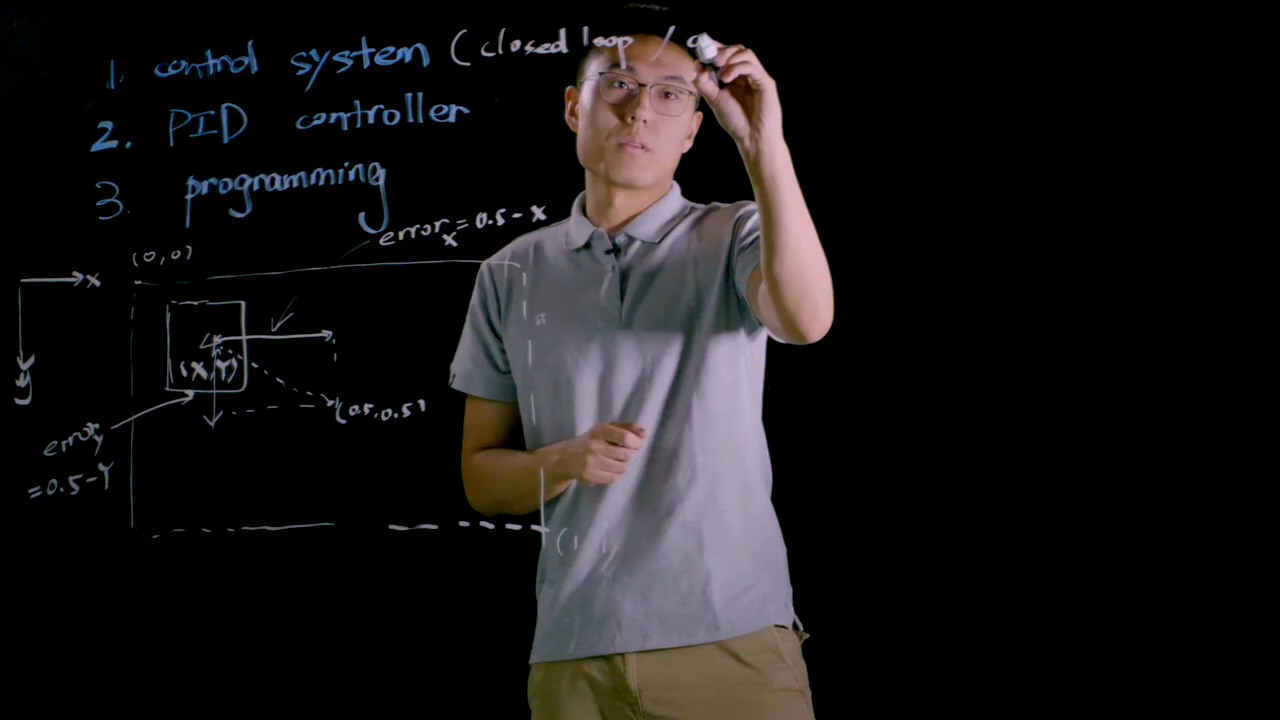 1. control system (closed loop /
2. PID controller
3. programming
error x = 0.5 - X
(0,0)
x
y
(X,Y)
(0.5,0.5)
error y
= 0.5 - Y